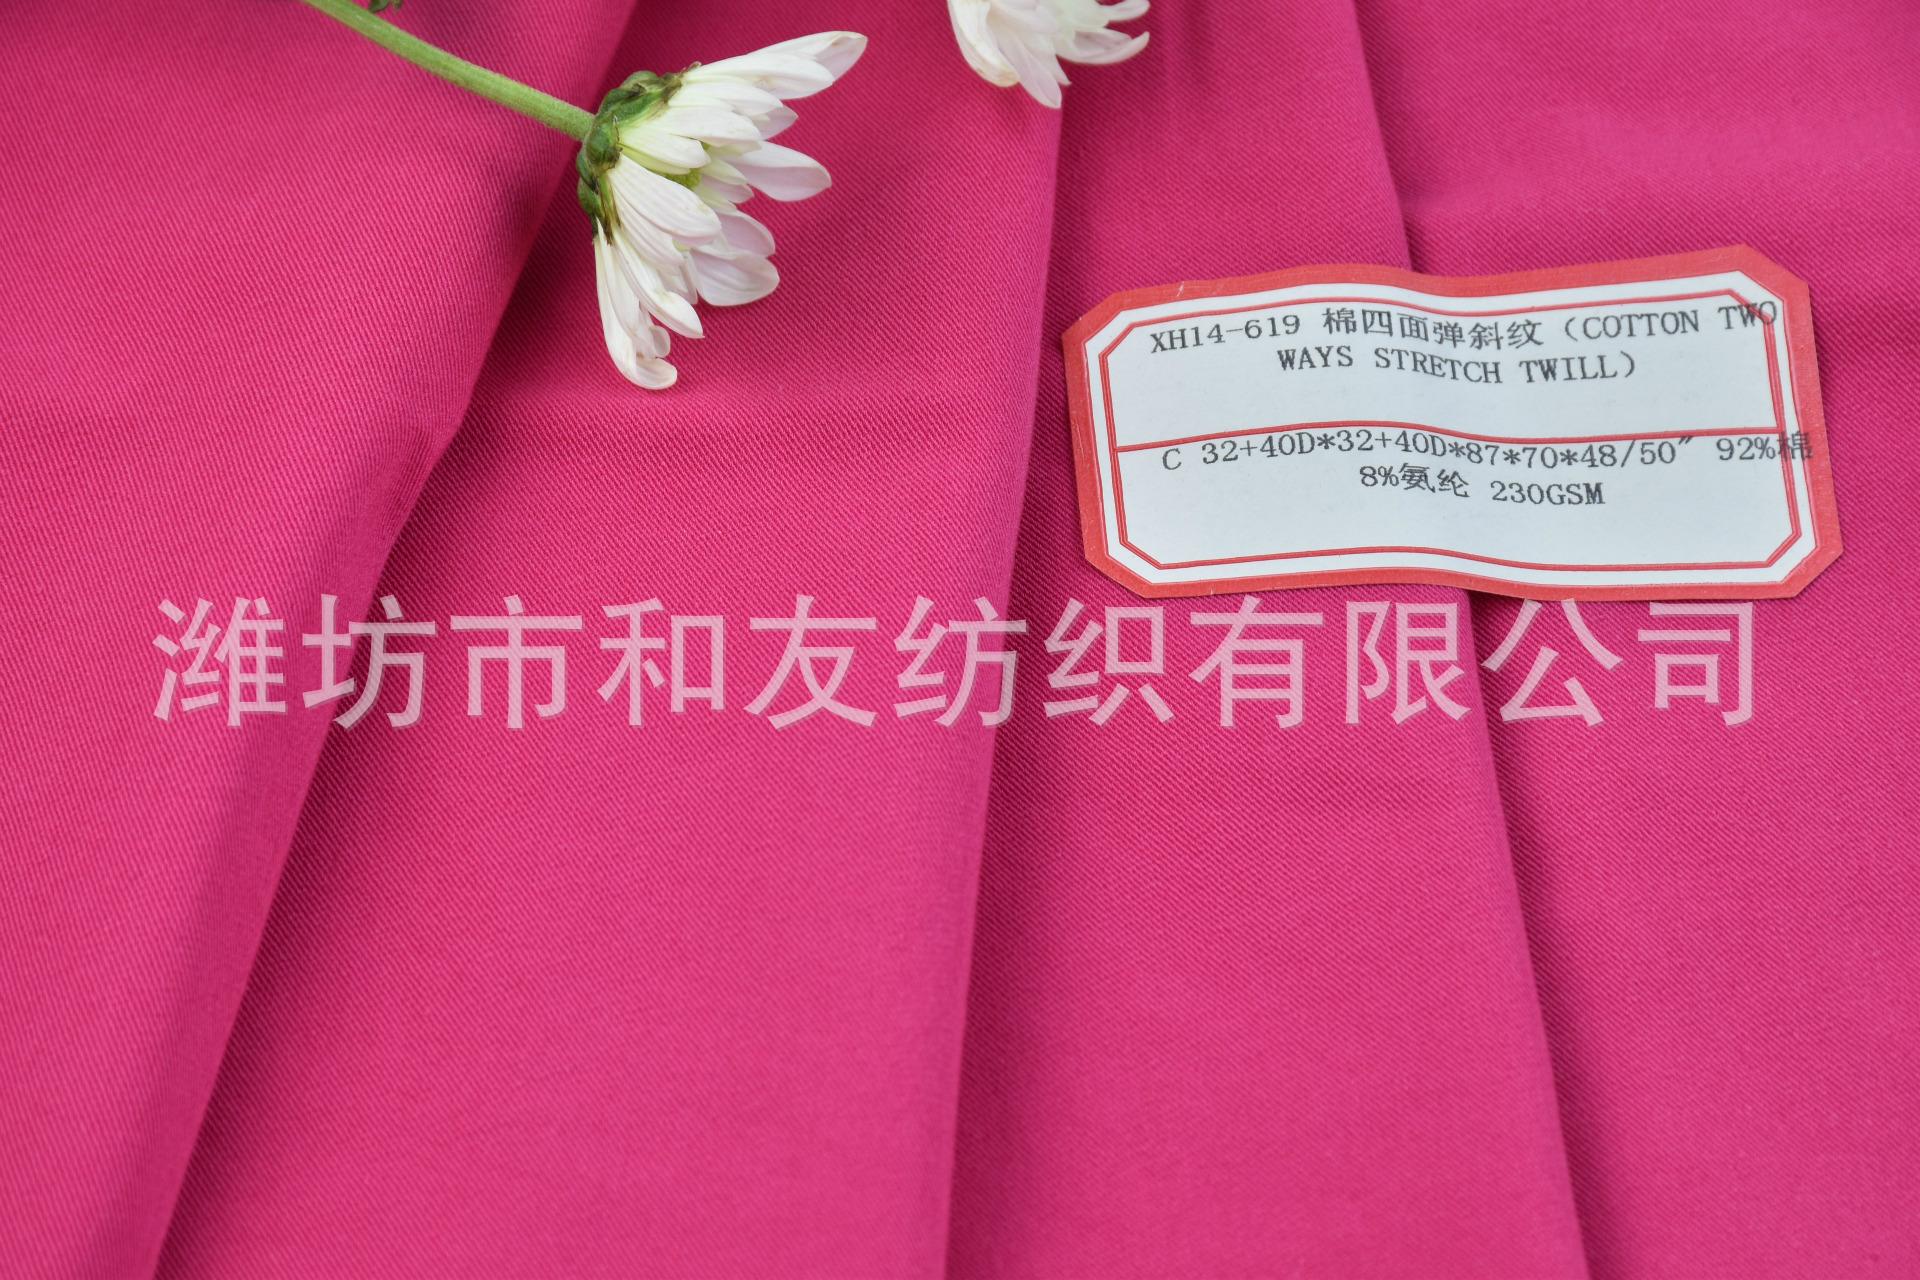 XH14-619 棉四面弹斜纹（COTTON TWO
WAYS STRETCH TWILL）
C 32+40D*32+40D*87*70*48/50" 92%棉
8%氨纶 230GSM
潍坊市和友纺织有限公司